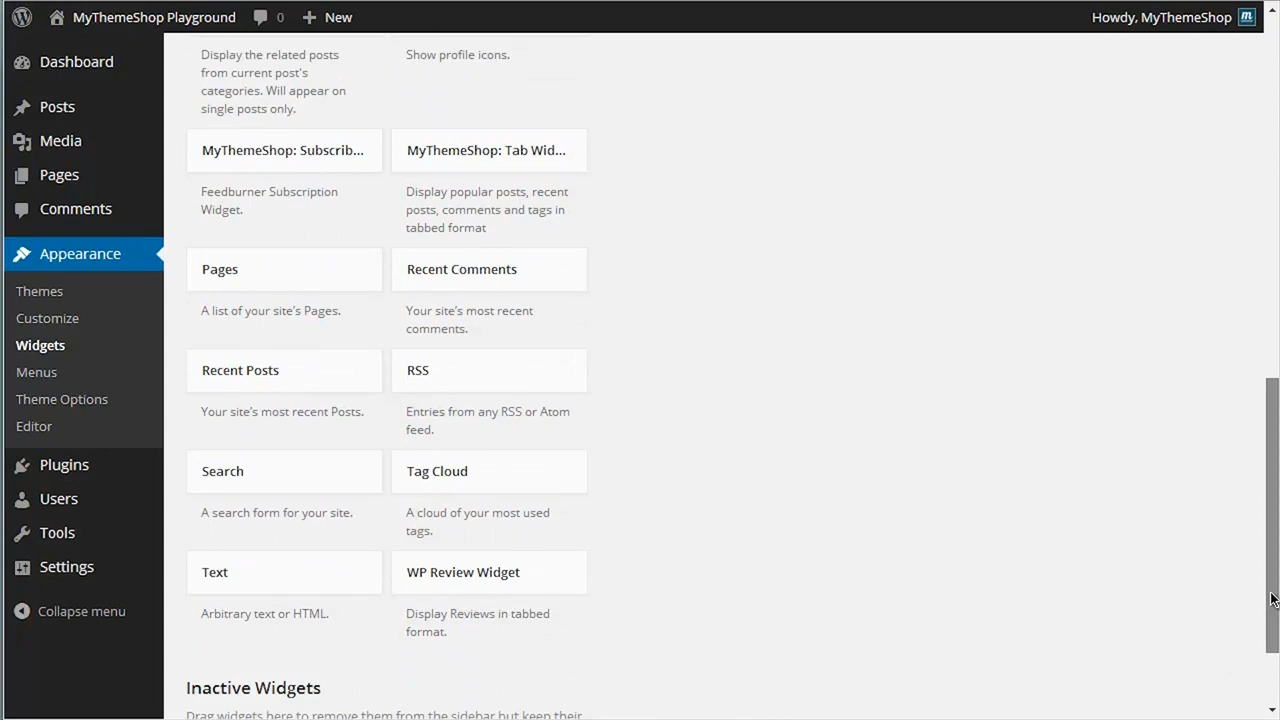 MyThemeShop Playground
0
New
Howdy, MyThemeShop
m
Dashboard
Posts
Media
Pages
Comments
Appearance
Themes
Customize
Widgets
Menus
Theme Options
Editor
Plugins
Users
Tools
Settings
Collapse menu
Display the related posts
from current post's
categories. Will appear on
single posts only.
Show profile icons.
MyThemeShop: Subscrib...
Feedburner Subscription
Widget.
MyThemeShop: Tab Wid...
Display popular posts, recent
posts, comments and tags in
tabbed format
Pages
A list of your site’s Pages.
Recent Comments
Your site’s most recent
comments.
Recent Posts
Your site’s most recent Posts.
RSS
Entries from any RSS or Atom
feed.
Search
A search form for your site.
Tag Cloud
A cloud of your most used
tags.
Text
Arbitrary text or HTML.
WP Review Widget
Display Reviews in tabbed
format.
Inactive Widgets
Drag widgets here to remove them from the sidebar but keep their